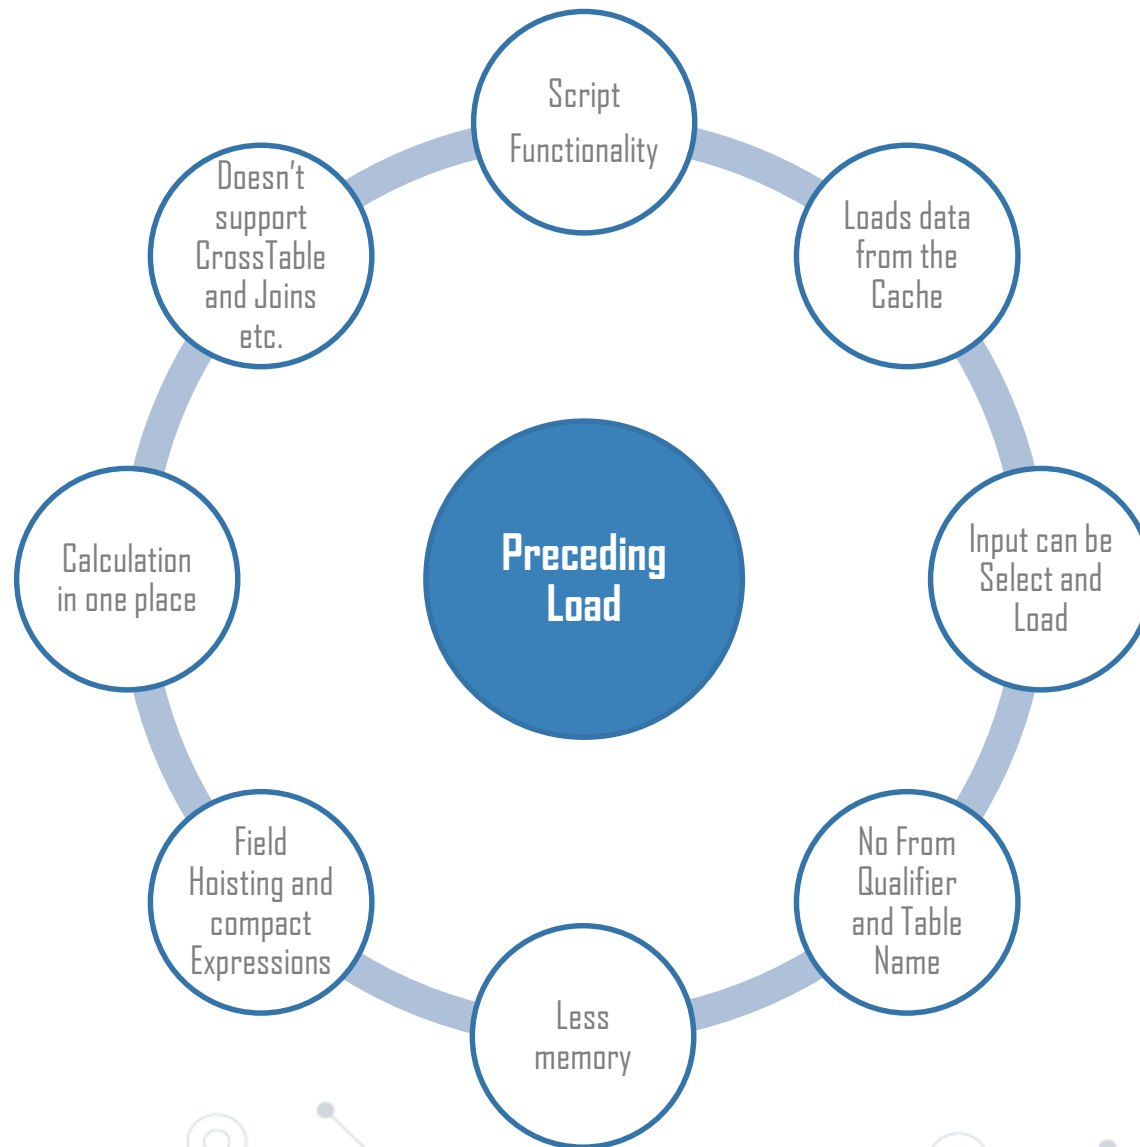 Script
Functionality
Loads data
from the
Cache
Input can be
Select and
Load
No From
Qualifier
and Table
Name
Less
memory
Field
Hoisting and
compact
Expressions
Calculation
in one place
Doesn't
support
CrossTable
and Joins
etc.
Preceding
Load